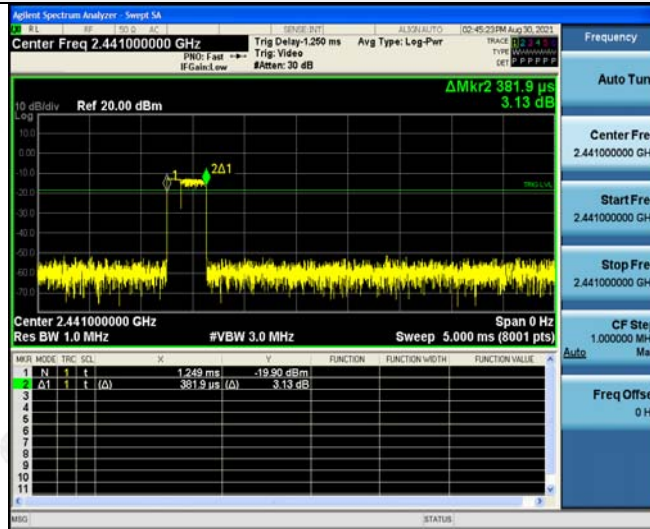 Agilent Spectrum Analyzer - Swept SA
RL RF 50 Ω AC SENSE:INT ALIGN AUTO 02:45:23 PM Aug 30, 2021
Center Freq 2.441000000 GHz
PNO: Fast
IFGain:Low
Trig Delay-1.250 ms
Trig: Video
#Atten: 30 dB
Avg Type: Log-Pwr
TRACE 1 2 3 4 5 6
TYPE
DET P P P P P P
ΔMkr2 381.9 µs
3.13 dB
10 dB/div Ref 20.00 dBm
Log
10.0
0.00
-10.0
-20.0
-30.0
-40.0
-50.0
-60.0
-70.0
1
2Δ1
TRIG LVL
Center 2.441000000 GHz Span 0 Hz
Res BW 1.0 MHz #VBW 3.0 MHz Sweep 5.000 ms (8001 pts)
MKR MODE TRC SCL X Y FUNCTION FUNCTION WIDTH FUNCTION VALUE
1 N 1 t 1.249 ms -19.90 dBm
2 Δ1 1 t (Δ) 381.9 µs (Δ) 3.13 dB
3
4
5
6
7
8
9
10
11
MSG STATUS
Frequency
Auto Tun
Center Fre
2.441000000 GH
Start Fre
2.441000000 GH
Stop Fre
2.441000000 GH
CF Ste
1.000000 MH
Auto Ma
Freq Offse
0 H